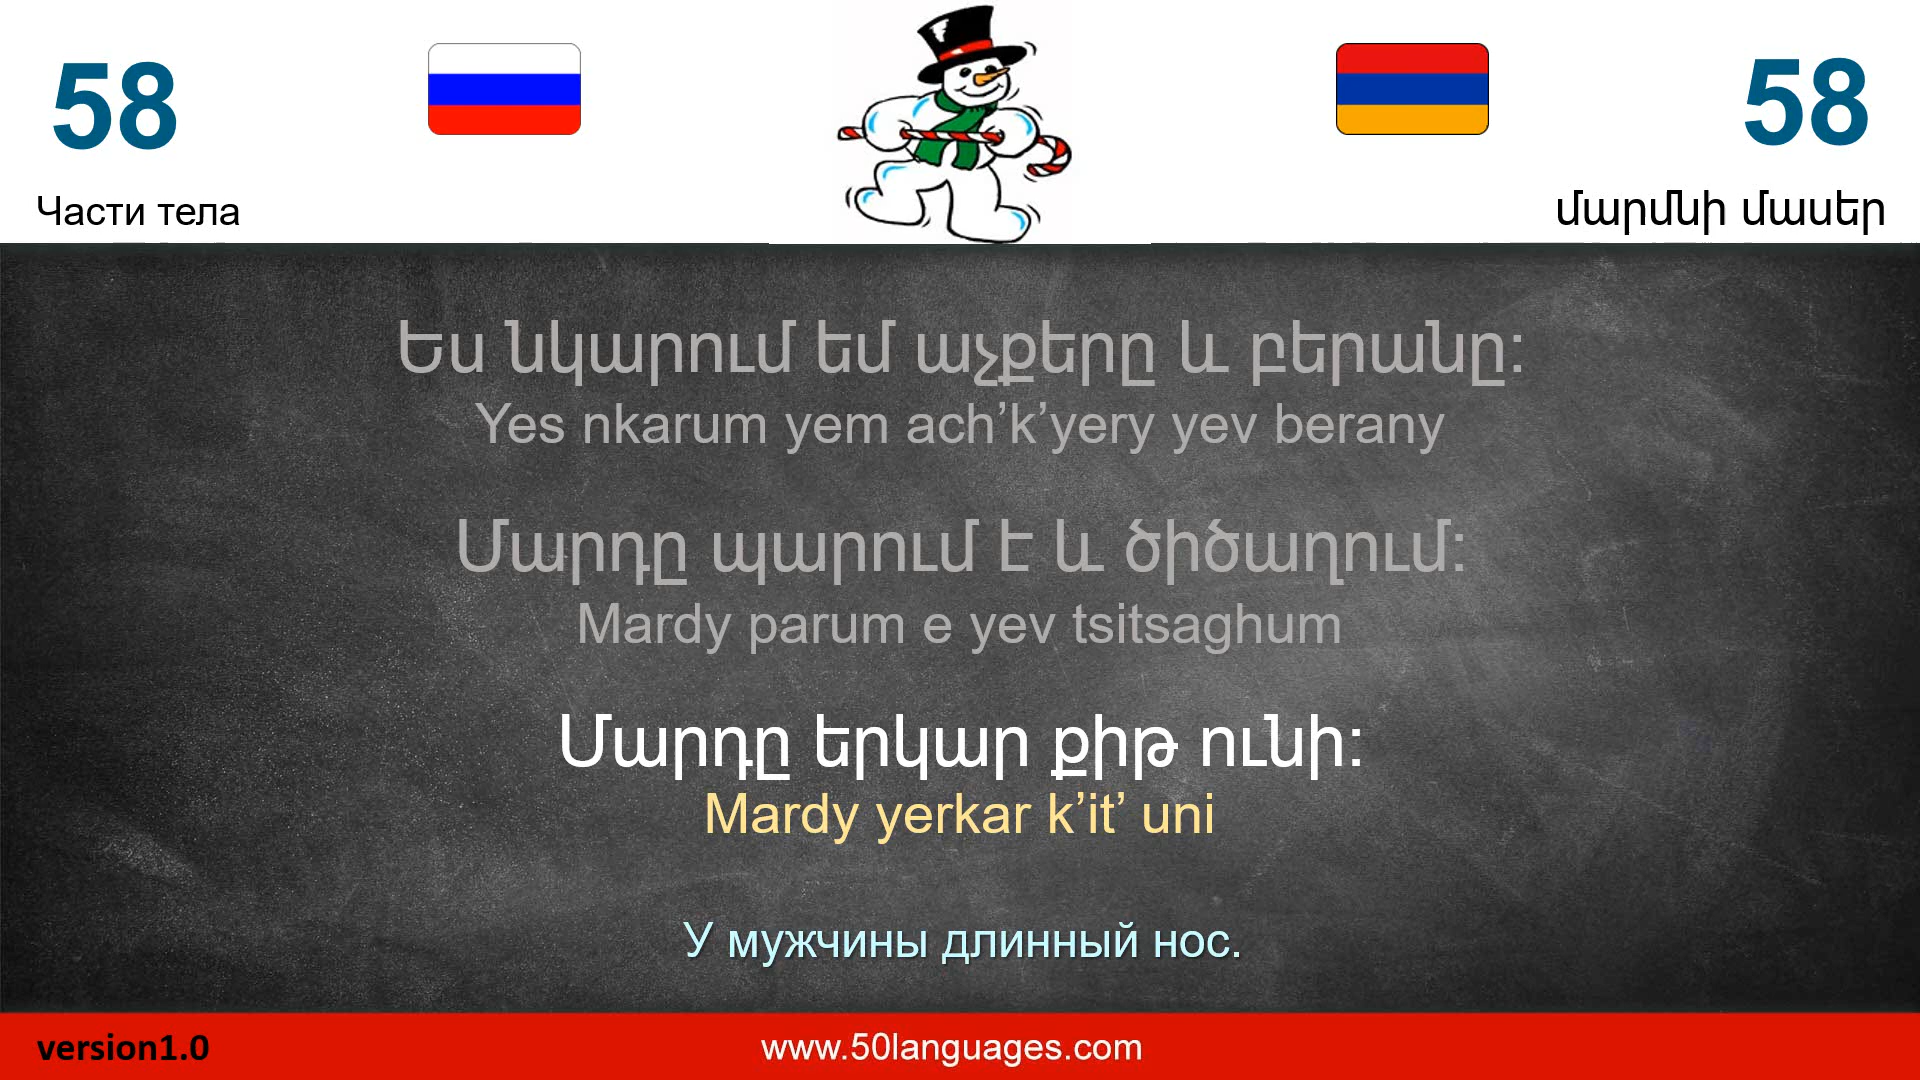 58
58
Части тела
մարմնի մասեր
Ես նկարում եմ աչքերը և բերանը:
Yes nkarum yem ach’k’yery yev berany
Մարդը պարում է և ծիծաղում:
Mardy parum e yev tsitsaghum
Մարդը երկար քիթ ունի:
Mardy yerkar k’it’ uni
У мужчины длинный нос.
version1.0
www.50languages.com